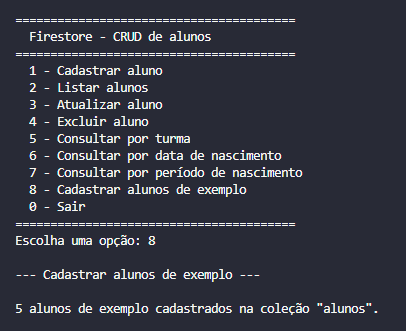 ========================================
Firestore - CRUD de alunos
========================================
1 - Cadastrar aluno
2 - Listar alunos
3 - Atualizar aluno
4 - Excluir aluno
5 - Consultar por turma
6 - Consultar por data de nascimento
7 - Consultar por período de nascimento
8 - Cadastrar alunos de exemplo
0 - Sair
========================================
Escolha uma opção: 8
--- Cadastrar alunos de exemplo ---
5 alunos de exemplo cadastrados na coleção "alunos".